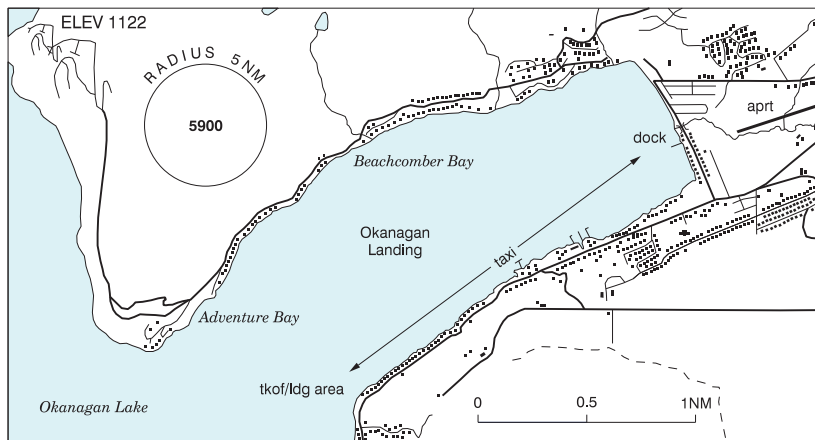 ELEV 1122
RADIUS 5NM
5900
aprt
dock
Beachcomber Bay
Okanagan
Landing
taxi
Adventure Bay
tkof/ldg area
Okanagan Lake
0 0.5 1NM